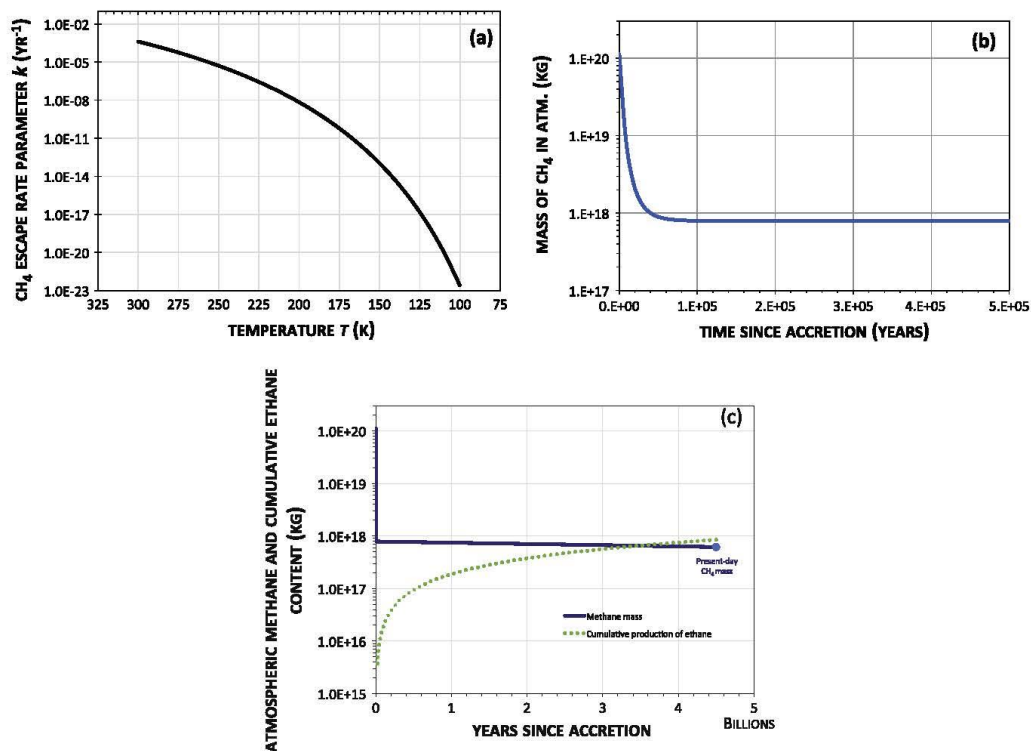 (a)
CH4 ESCAPE RATE PARAMETER k (YR-1)
1.0E-02
1.0E-05
1.0E-08
1.0E-11
1.0E-14
1.0E-17
1.0E-20
1.0E-23
325 300 275 250 225 200 175 150 125 100 75
TEMPERATURE T (K)
(b)
MASS OF CH4 IN ATM. (KG)
1.E+20
1.E+19
1.E+18
1.E+17
0.E+00 1.E+05 2.E+05 3.E+05 4.E+05 5.E+05
TIME SINCE ACCRETION (YEARS)
(c)
ATMOSPHERIC METHANE AND CUMULATIVE ETHANE
CONTENT (KG)
1.0E+20
1.0E+19
1.0E+18
1.0E+17
1.0E+16
1.0E+15
Present-day
CH4 mass
Methane mass
Cumulative production of ethane
0 1 2 3 4 5
BILLIONS
YEARS SINCE ACCRETION